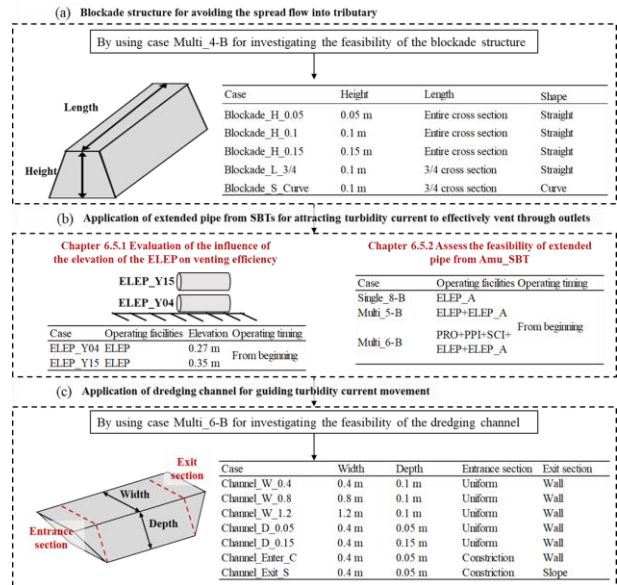 (a) Blockade structure for avoiding the spread flow into tributary
By using case Multi_4-B for investigating the feasibility of the blockade structure
Length
Height
Case Height Length Shape
Blockade_H_0.05 0.05 m Entire cross section Straight
Blockade_H_0.1 0.1 m Entire cross section Straight
Blockade_H_0.15 0.15 m Entire cross section Straight
Blockade_L_3/4 0.1 m 3/4 cross section Straight
Blockade_S_Curve 0.1 m 3/4 cross section Curve
(b) Application of extended pipe from SBTs for attracting turbidity current to effectively vent through outlets
Chapter 6.5.1 Evaluation of the influence of
the elevation of the ELEP on venting efficiency
ELEP_Y15
ELEP_Y04
Case Operating facilities Elevation Operating timing
ELEP_Y04 ELEP 0.27 m
From beginning
ELEP_Y15 ELEP 0.35 m
Chapter 6.5.2 Assess the feasibility of extended
pipe from Amu_SBT
Case Operating facilities Operating timing
Single_8-B ELEP_A
Multi_5-B ELEP+ELEP_A
From beginning
Multi_6-B PRO+PPI+SCI+
ELEP+ELEP_A
(c) Application of dredging channel for guiding turbidity current movement
By using case Multi_6-B for investigating the feasibility of the dredging channel
Exit
section
Width
Depth
Entrance
section
Case Width Depth Entrance section Exit section
Channel_W_0.4 0.4 m 0.1 m Uniform Wall
Channel_W_0.8 0.8 m 0.1 m Uniform Wall
Channel_W_1.2 1.2 m 0.1 m Uniform Wall
Channel_D_0.05 0.4 m 0.05 m Uniform Wall
Channel_D_0.15 0.4 m 0.15 m Uniform Wall
Channel_Enter_C 0.4 m 0.05 m Constriction Wall
Channel_Exit_S 0.4 m 0.05 m Constriction Slope